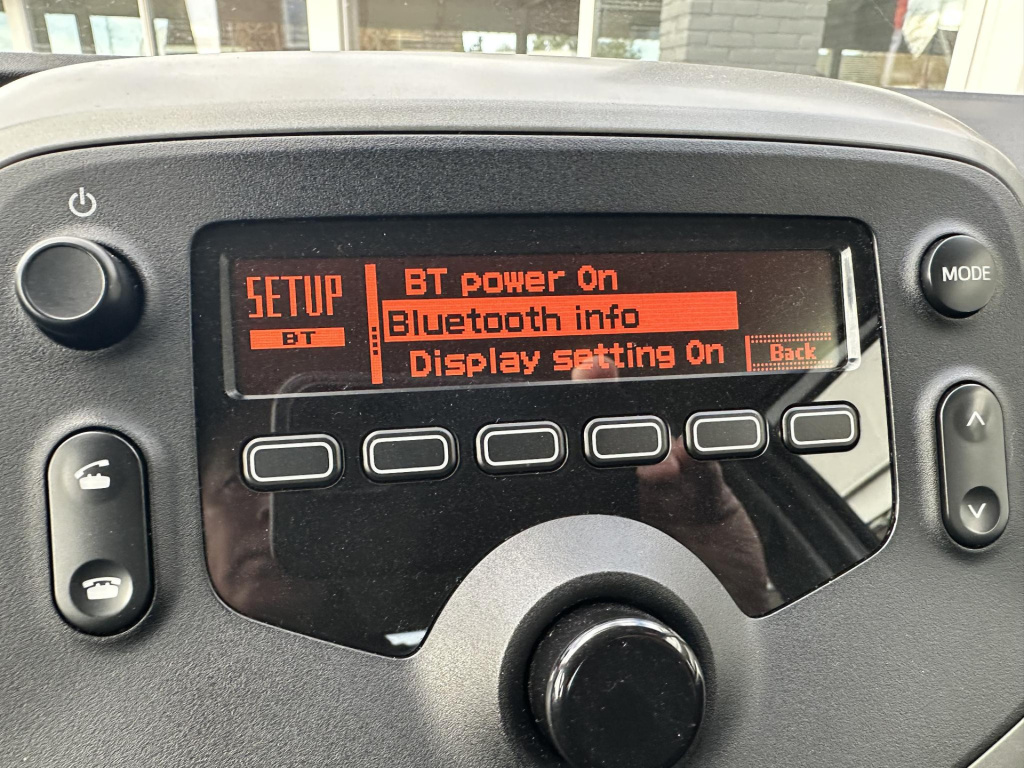 SETUP
BT
BT power On
Bluetooth info
Display setting On
Back
MODE